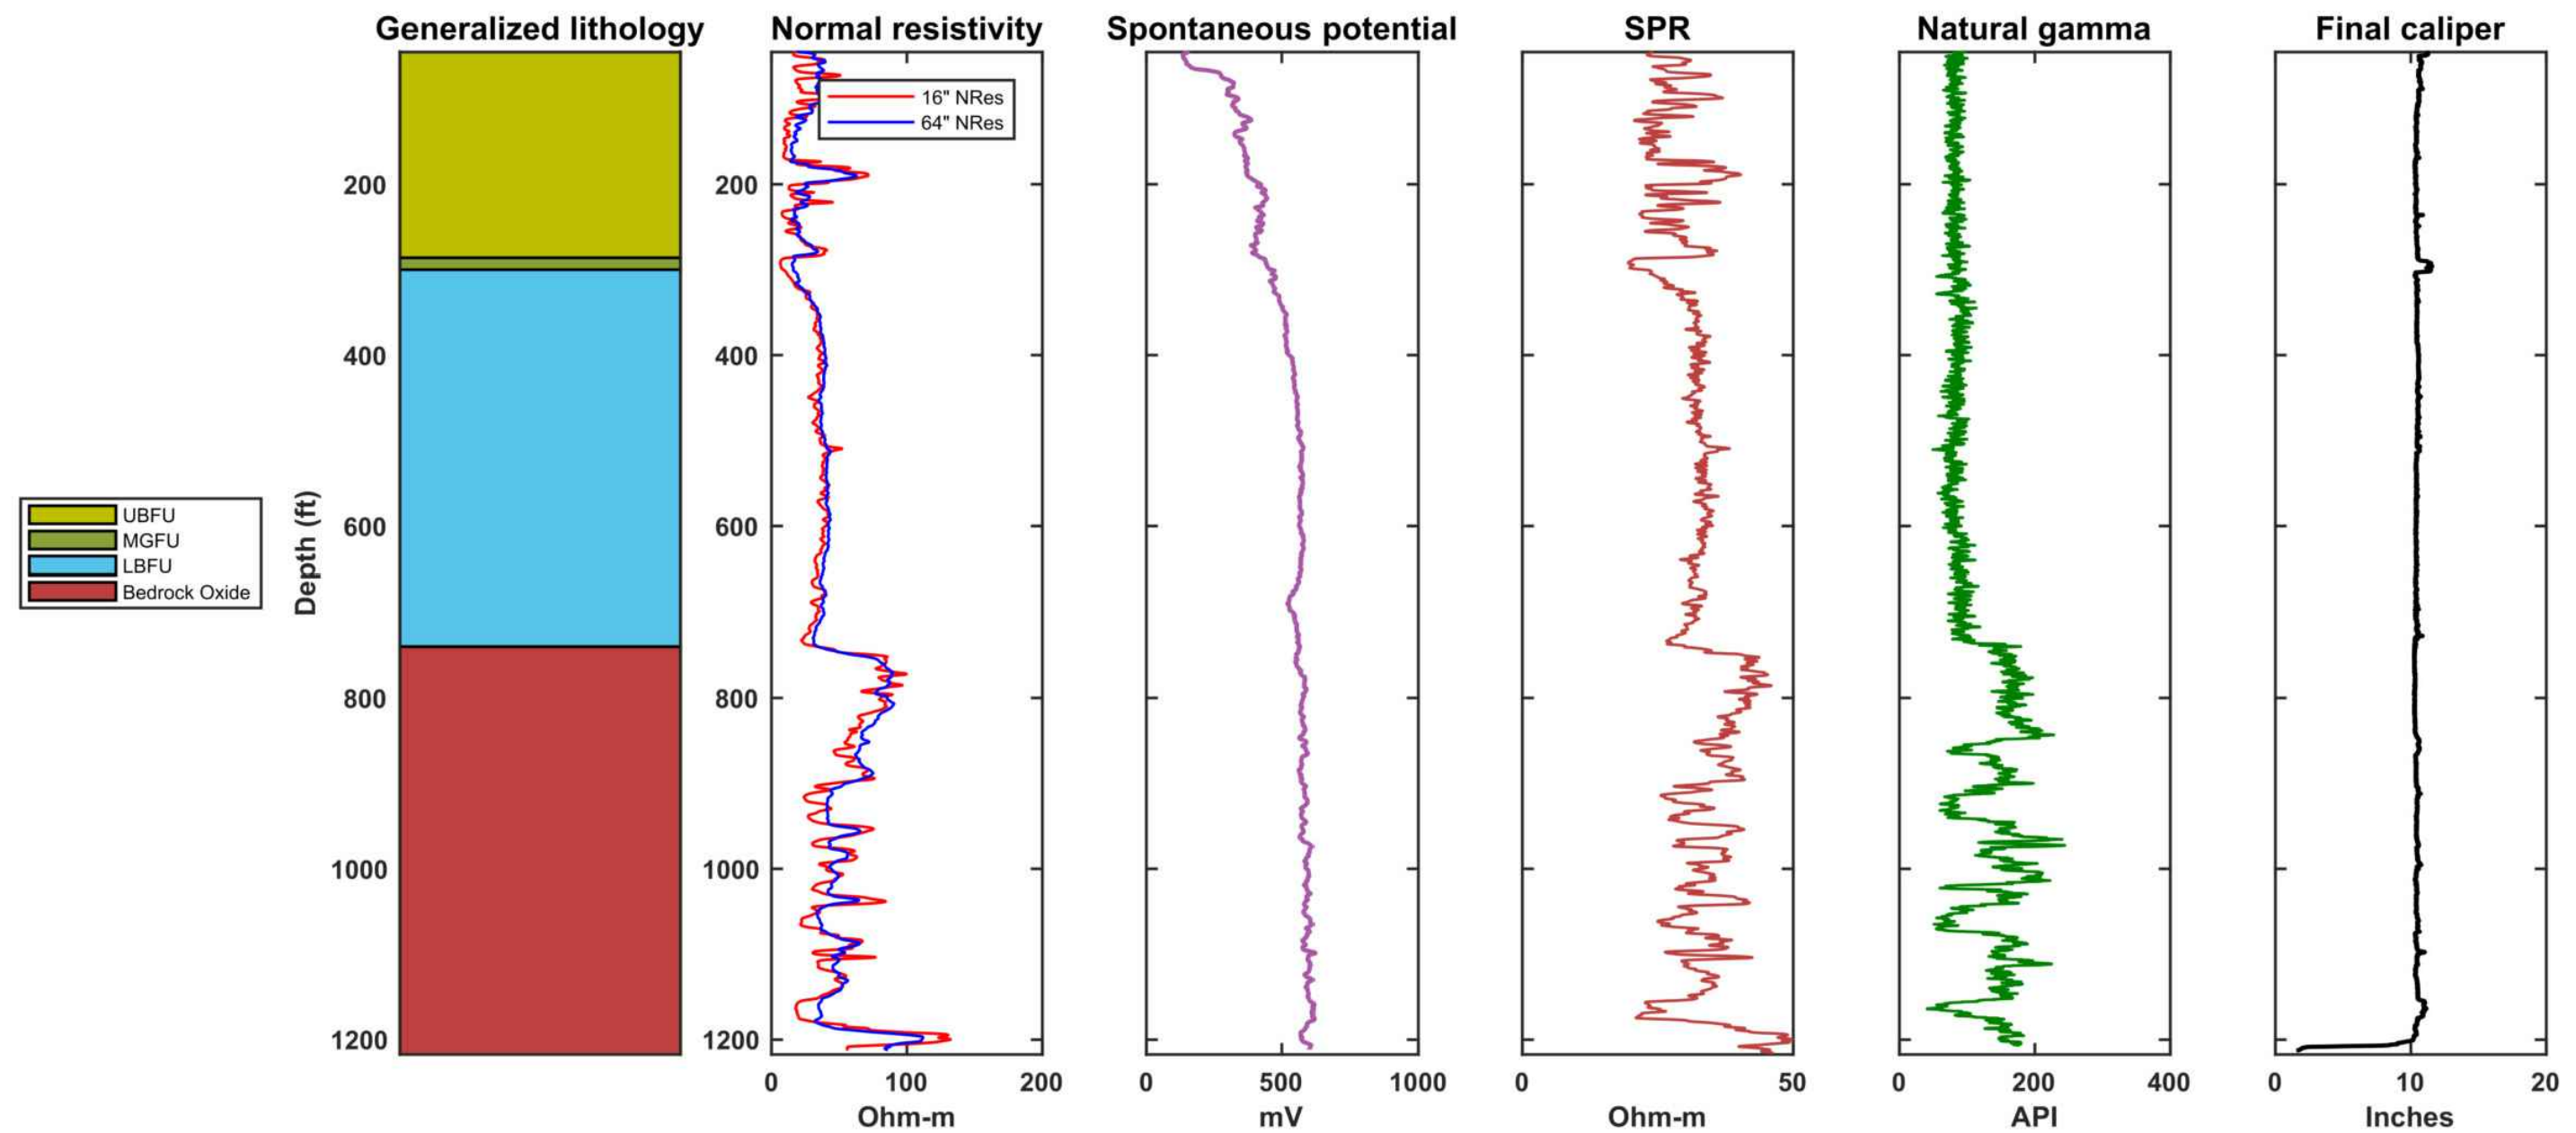 Generalized lithology
Normal resistivity
Spontaneous potential
SPR
Natural gamma
Final caliper
16" NRes
64" NRes
UBFU
MGFU
LBFU
Bedrock Oxide
Depth (ft)
200
400
600
800
1000
1200
200
400
600
800
1000
1200
0 100 200
Ohm-m
0 500 1000
mV
0 50
Ohm-m
0 200 400
API
0 10 20
Inches